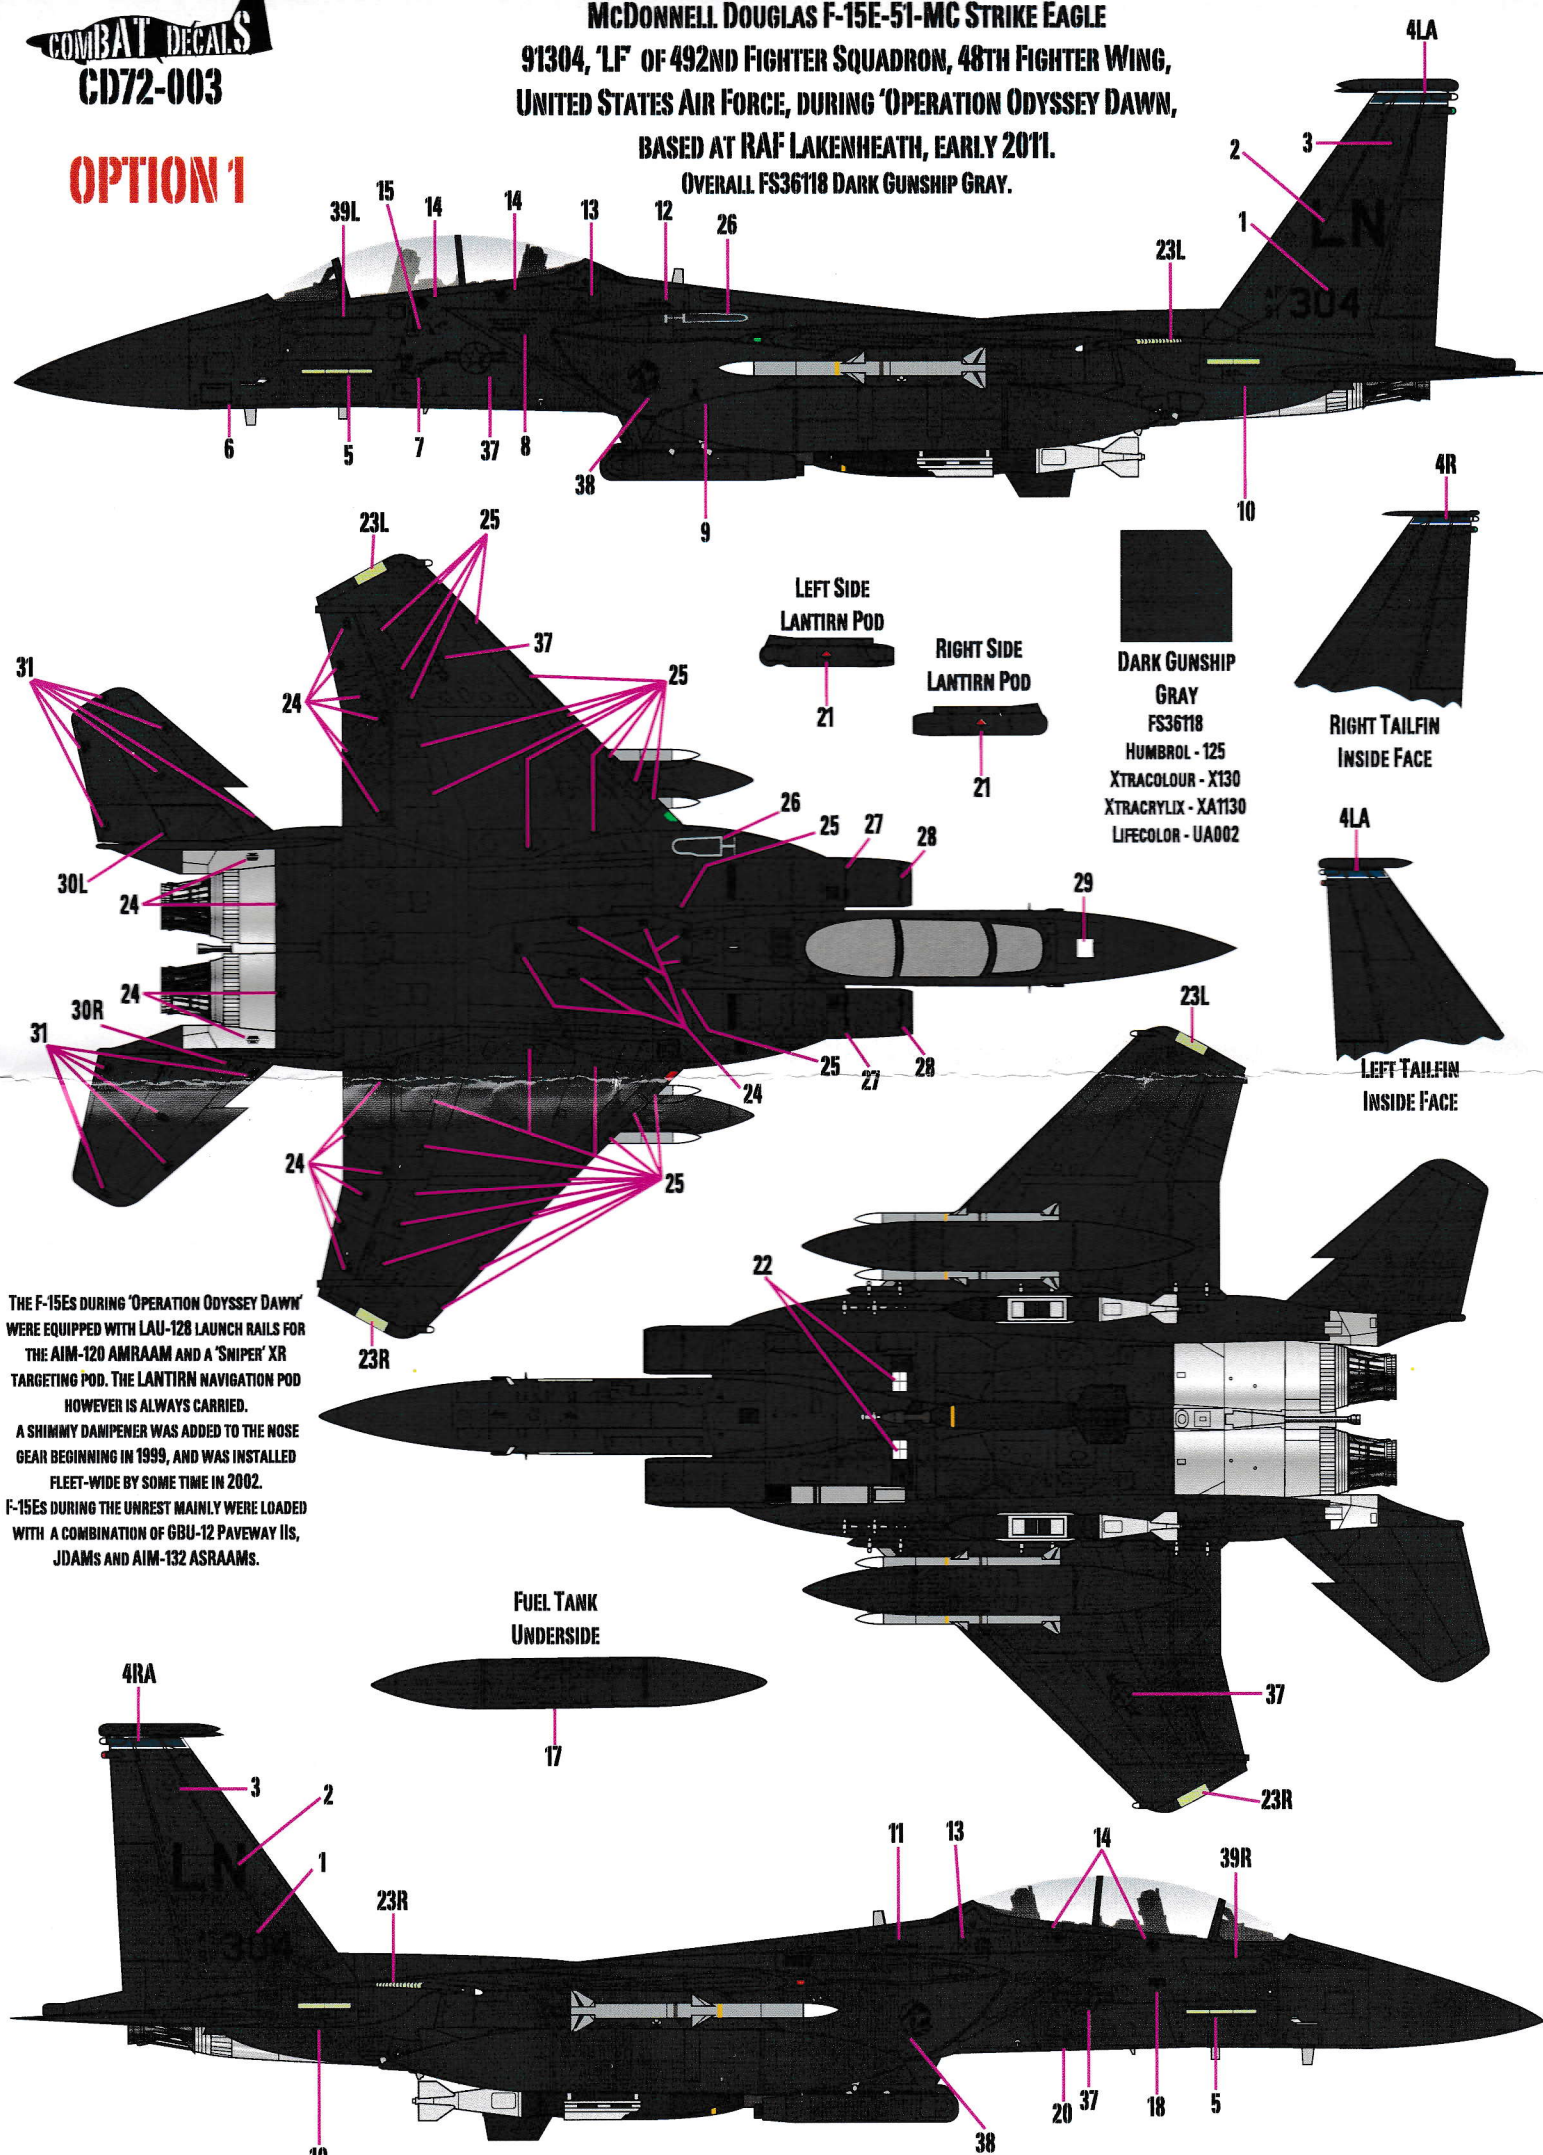 COMBAT DECALS
CD72-003
OPTION 1
McDonnell Douglas F-15E-51-MC Strike Eagle
91304, 'LF' of 492nd Fighter Squadron, 48th Fighter Wing,
United States Air Force, during 'Operation Odyssey Dawn,
based at RAF Lakenheath, early 2011.
Overall FS36118 Dark Gunship Gray.
4LA
3
2
1
15
14
14
13
12
26
39L
23L
LN
AF
91
304
6
5
7
37
8
38
9
10
4R
Right Tailfin
Inside Face
23L
25
37
31
24
25
Left Side
Lantirn Pod
21
Right Side
Lantirn Pod
21
Dark Gunship
Gray
FS36118
Humbrol - 125
Xtracolour - X130
Xtracrylix - XA1130
Lifecolor - UA002
4LA
Left Tailfin
Inside Face
26
25
27
28
29
30L
24
24
30R
31
25
27
28
24
24
25
23R
23L
22
37
23R
The F-15Es during 'Operation Odyssey Dawn'
were equipped with LAU-128 launch rails for
the AIM-120 AMRAAM and a 'Sniper' XR
targeting pod. The LANTIRN navigation pod
however is always carried.
A shimmy dampener was added to the nose
gear beginning in 1999, and was installed
fleet-wide by some time in 2002.
F-15Es during the unrest mainly were loaded
with a combination of GBU-12 Paveway IIs,
JDAMs and AIM-132 ASRAAMs.
Fuel Tank
Underside
17
4RA
3
2
1
LN
304
23R
11
13
14
39R
10
38
20
37
18
5